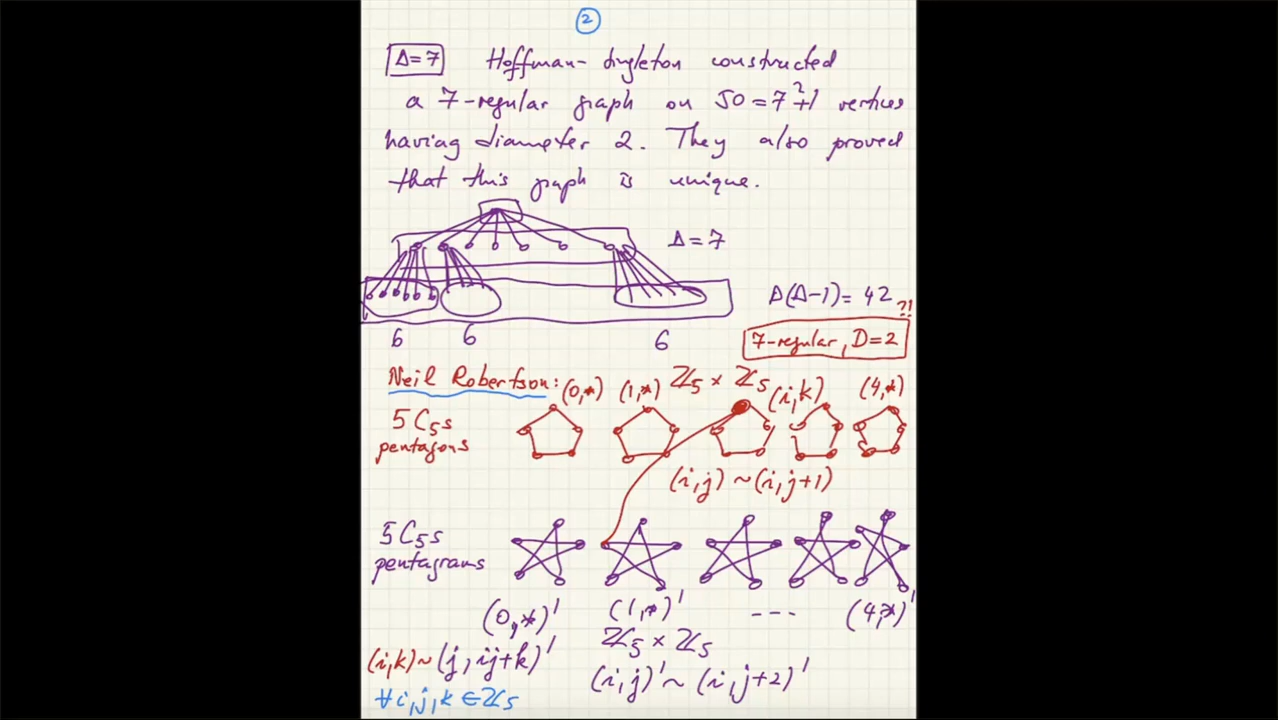 2
Δ=7 Hoffman-Singleton constructed
a 7-regular graph on 50=7²+1 vertices
having diameter 2. They also proved
that this graph is unique.
Δ=7
Δ(Δ-1)=42
?!
6 6 6
7-regular, D=2
Neil Robertson: (0,*) (1,*) ℤ₅ × ℤ₅ (i,k) (4,*)
5 C₅s
pentagons
(i,j) ~ (i,j+1)
5 C₅s
pentagrams
(0,*)' (1,*)' --- (4,*)'
ℤ₅ × ℤ₅
(i,k) ~ (j, ij+k)'
(i,j)' ~ (i,j+2)'
∀ i,j,k ∈ ℤ₅